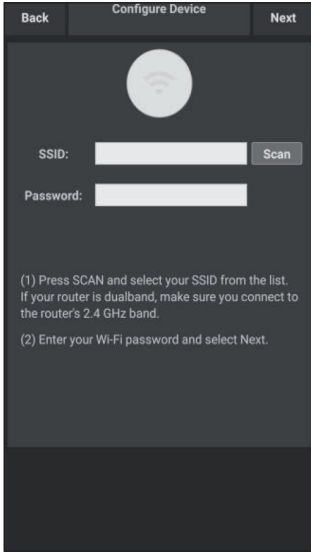 Back Configure Device Next
SSID: Scan
Password:
(1) Press SCAN and select your SSID from the list.
If your router is dualband, make sure you connect to
the router's 2.4 GHz band.
(2) Enter your Wi-Fi password and select Next.